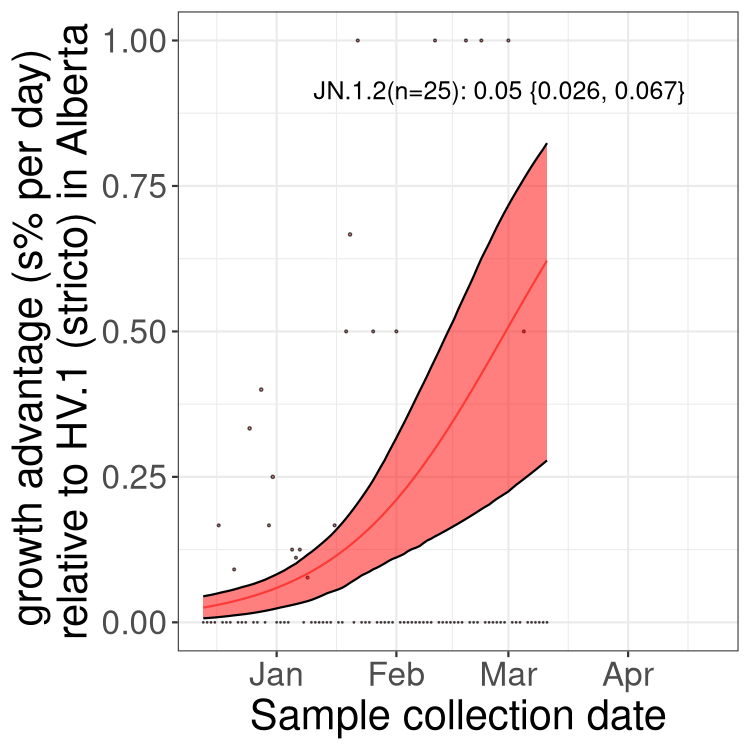 growth advantage (s% per day)
relative to HV.1 (stricto) in Alberta
1.00
0.75
0.50
0.25
0.00
JN.1.2(n=25): 0.05 {0.026, 0.067}
Jan Feb Mar Apr
Sample collection date